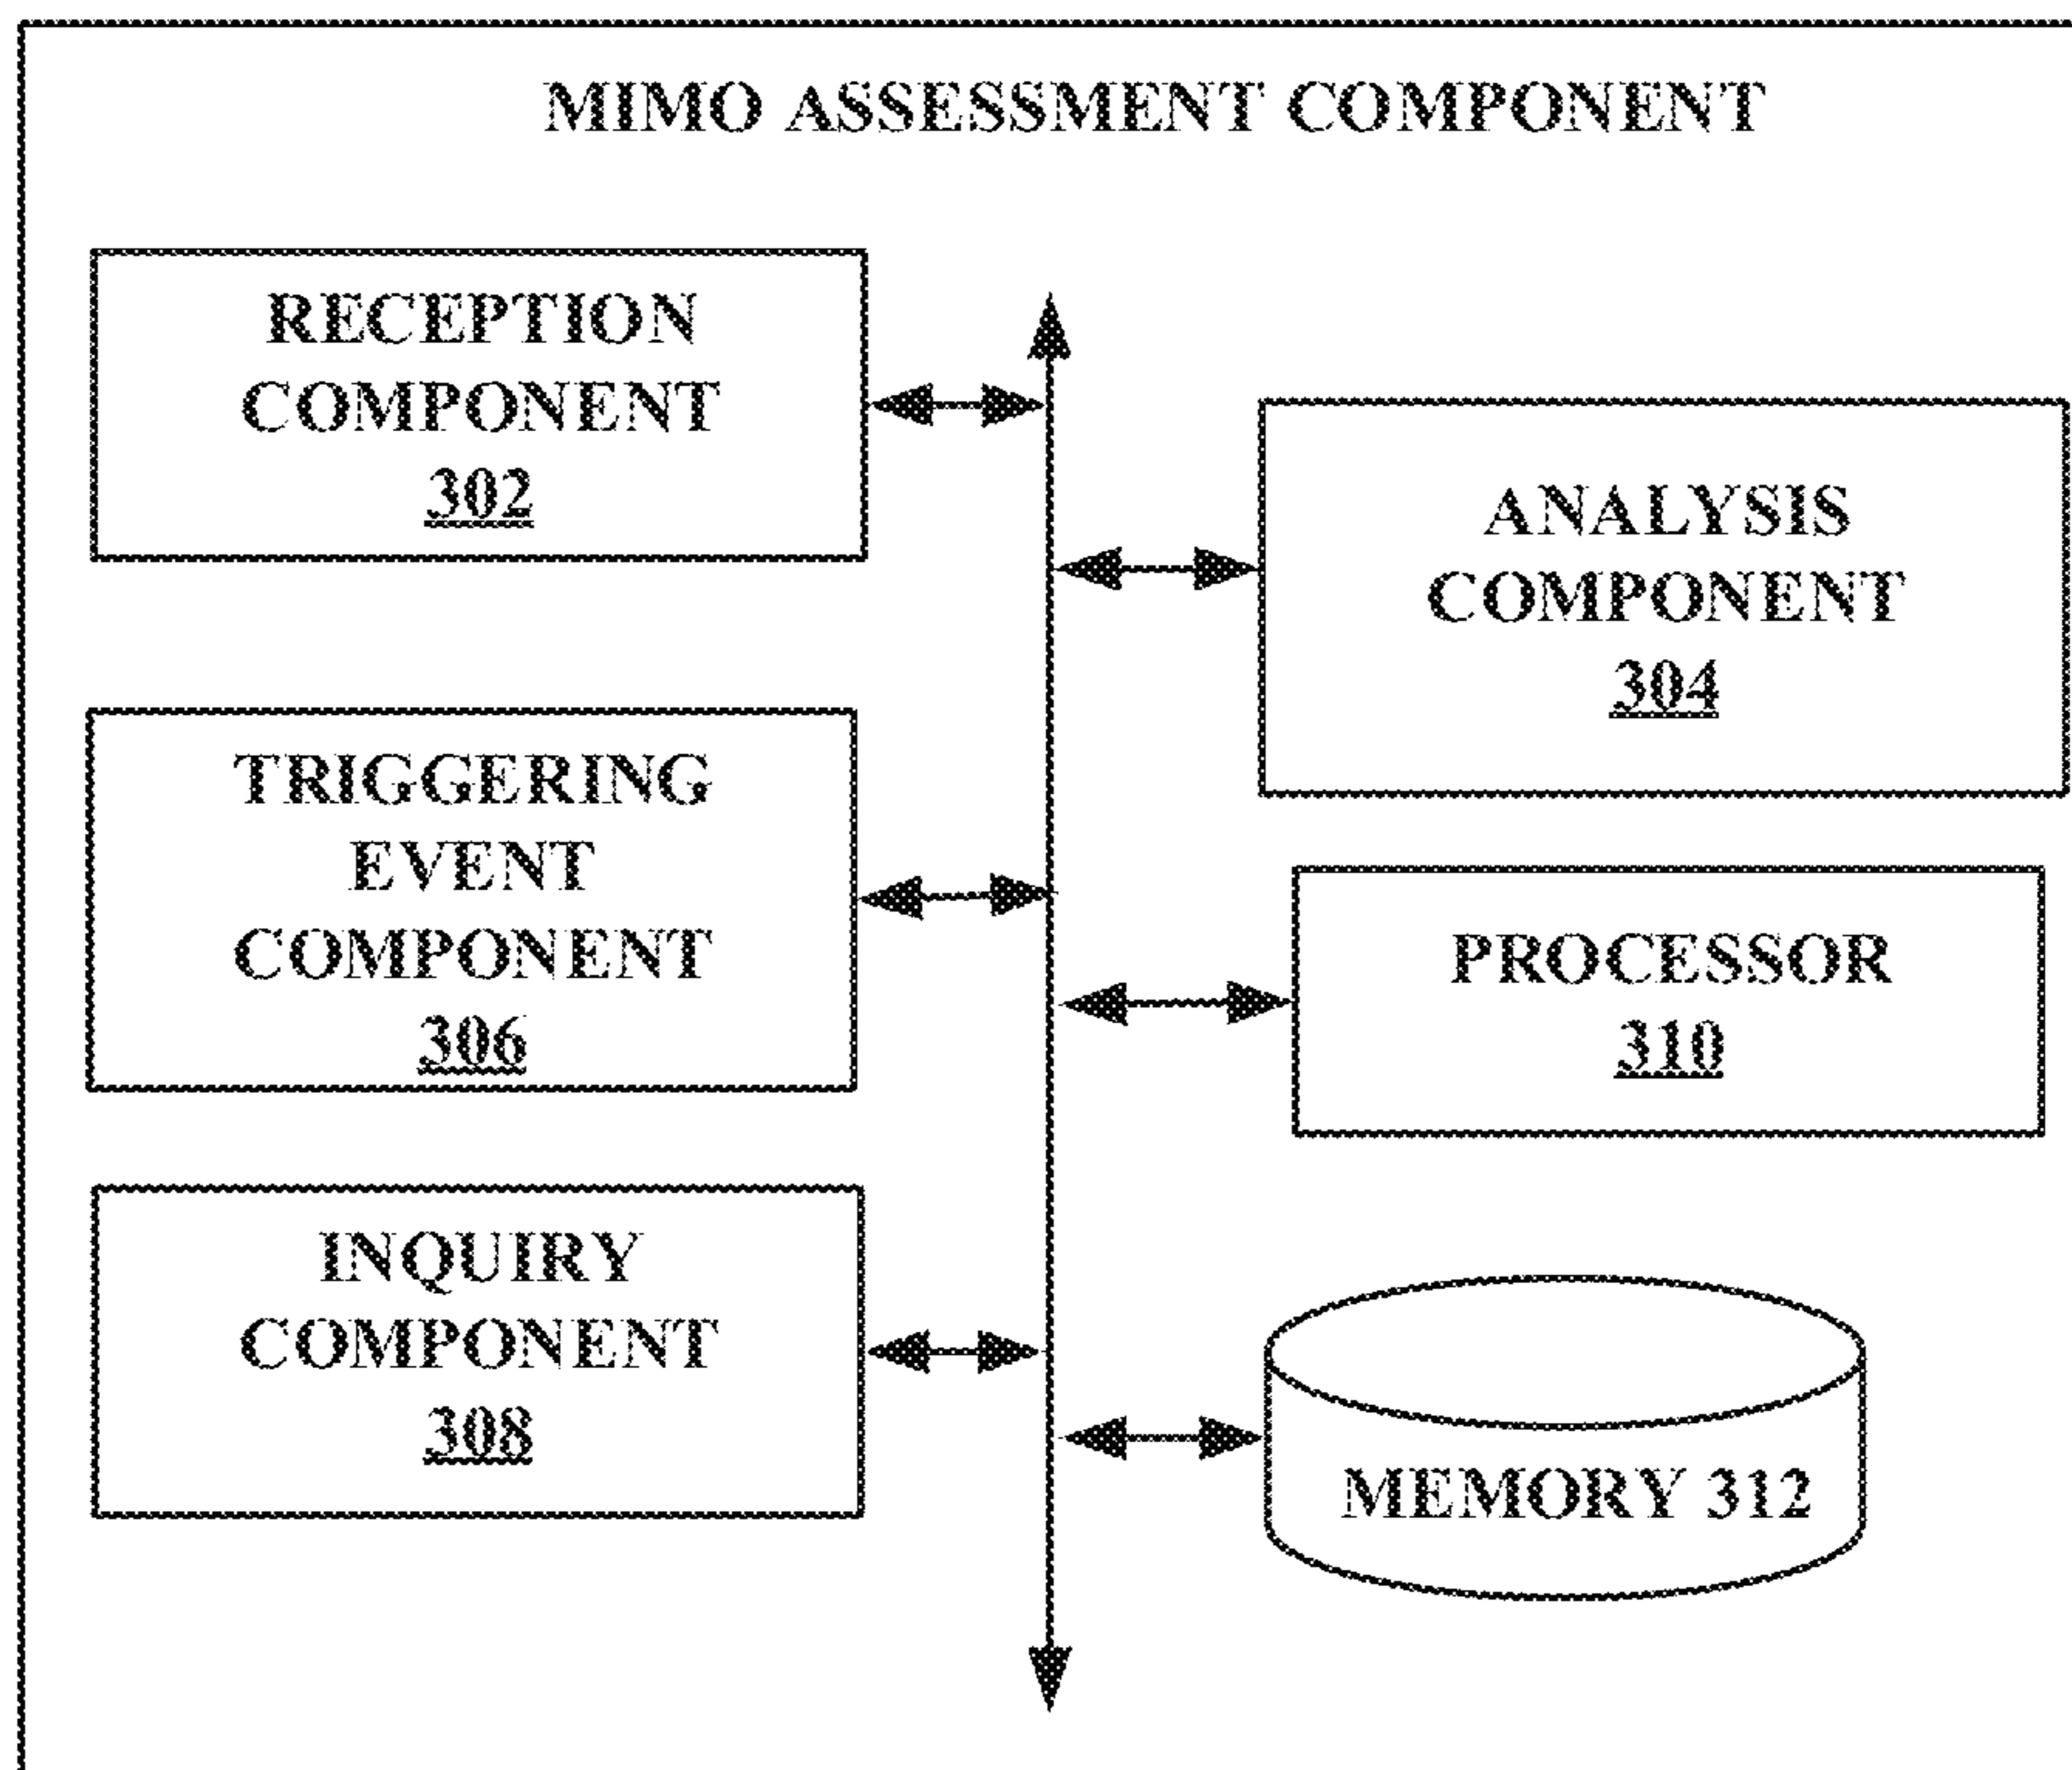 MIMO ASSESSMENT COMPONENT
RECEPTION
COMPONENT
302
ANALYSIS
COMPONENT
304
TRIGGERING
EVENT
COMPONENT
306
PROCESSOR
310
INQUIRY
COMPONENT
308
MEMORY 312